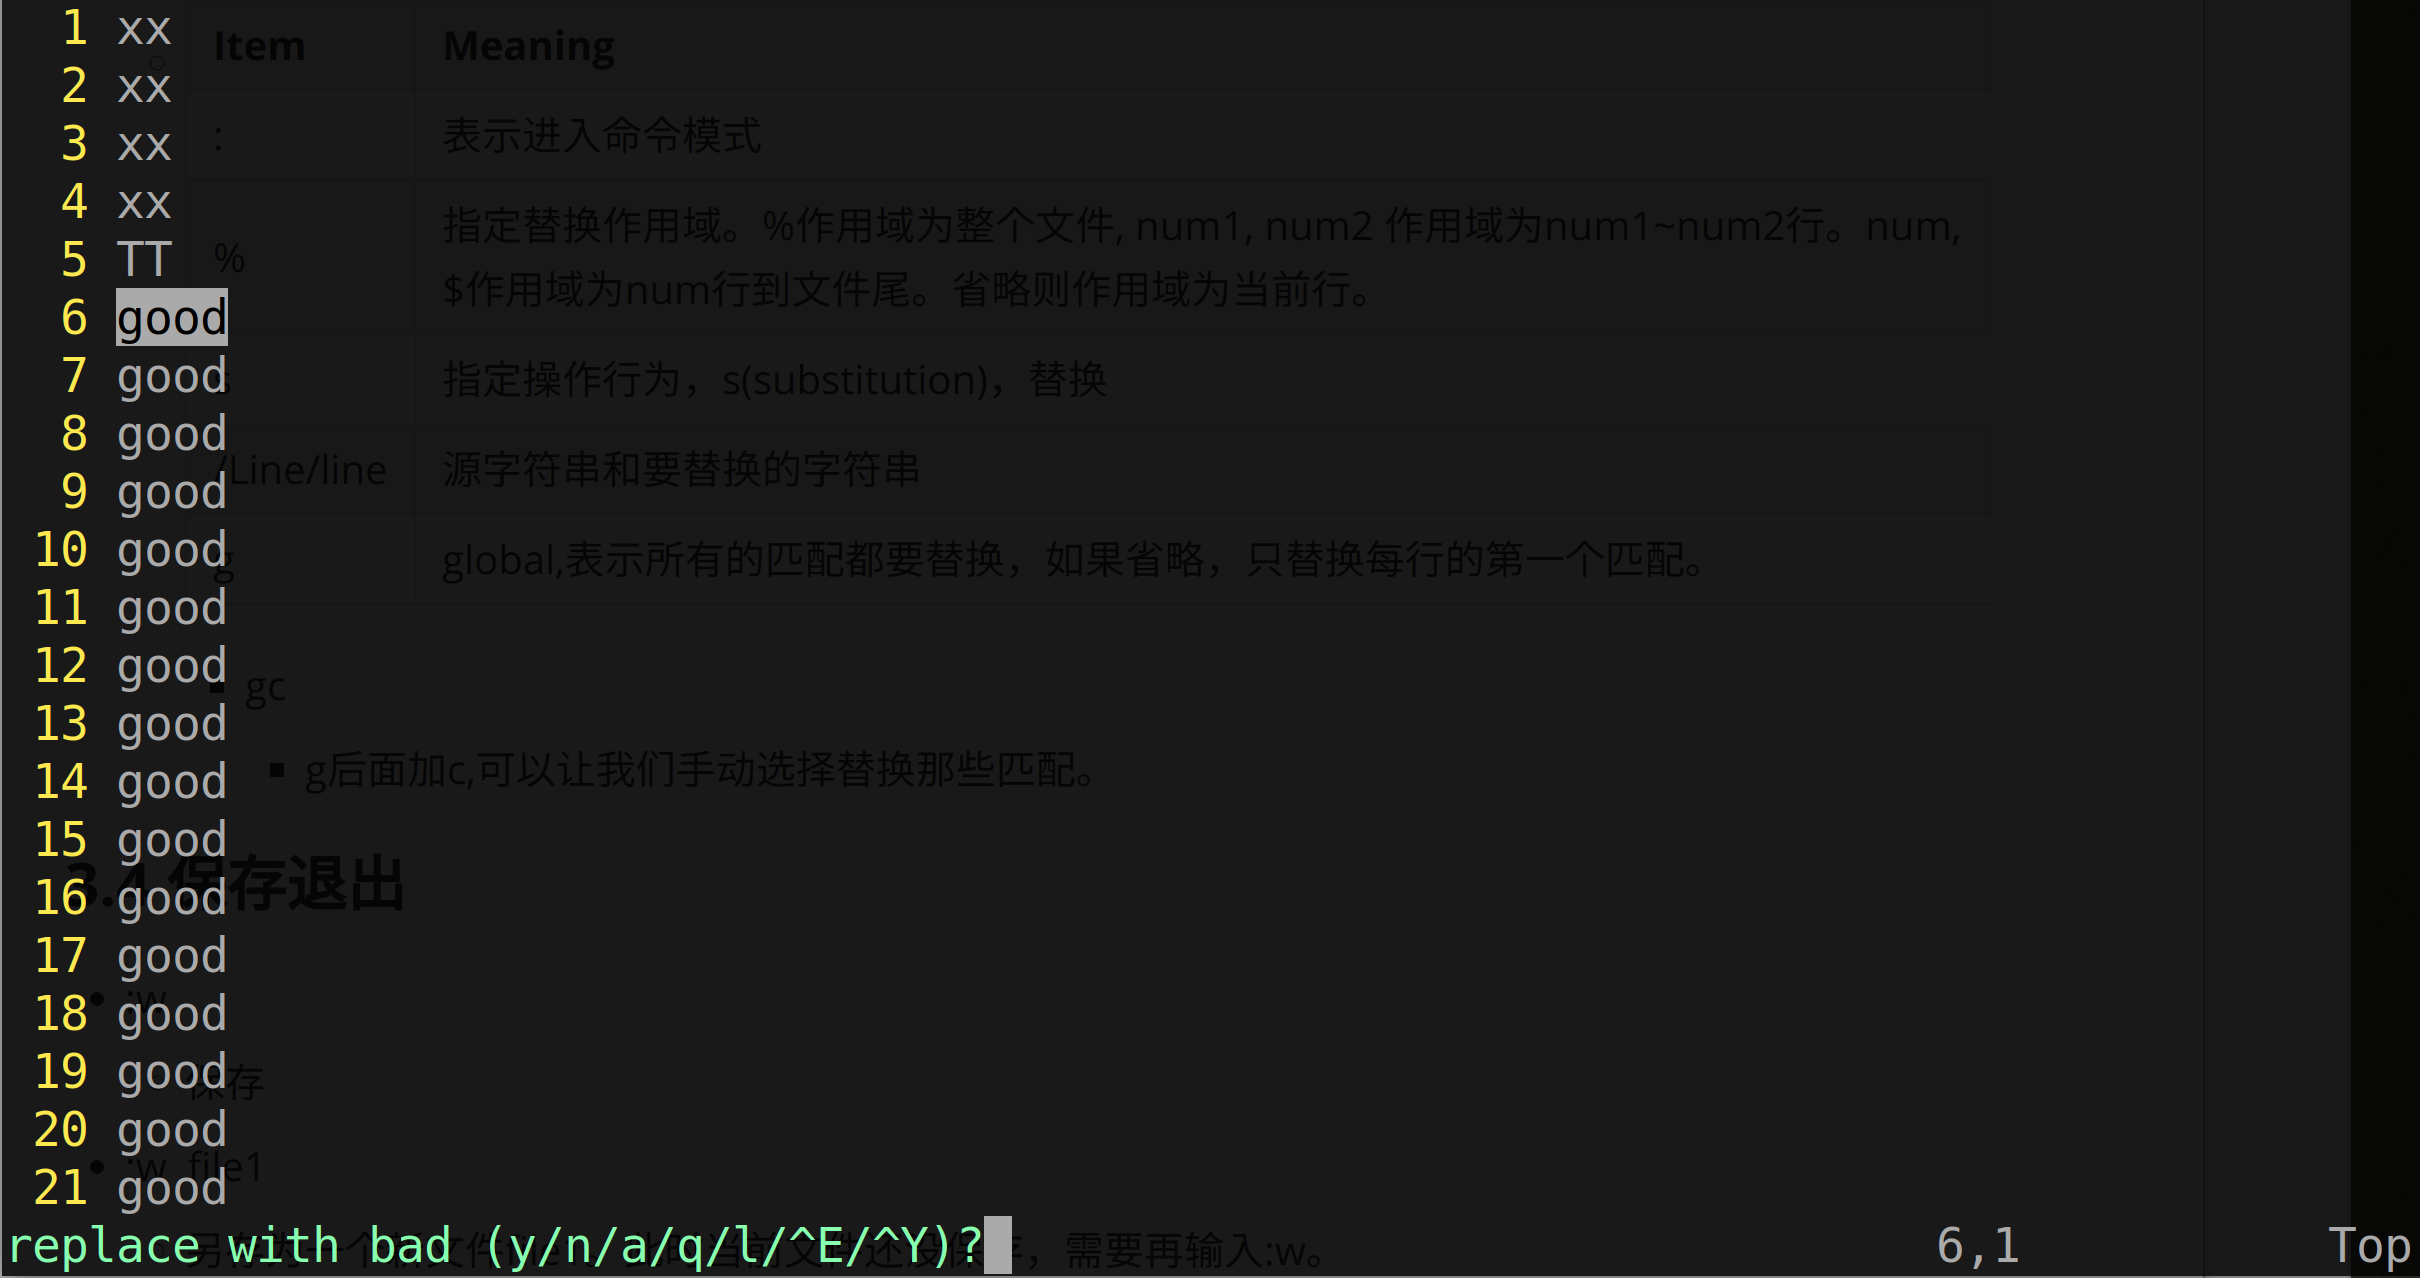 1 xx
2 xx
3 xx
4 xx
5 TT
6 good
7 good
8 good
9 good
10 good
11 good
12 good
13 good
14 good
15 good
16 good
17 good
18 good
19 good
20 good
21 good
replace with bad (y/n/a/q/l/^E/^Y)? 6,1 Top
Item Meaning
: 表示进入命令模式
% 指定替换作用域。%作用域为整个文件, num1, num2 作用域为num1~num2行。num,
$作用域为num行到文件尾。省略则作用域为当前行。
s 指定操作行为，s(substitution)，替换
/Line/line 源字符串和要替换的字符串
g global,表示所有的匹配都要替换，如果省略，只替换每行的第一个匹配。
gc
g后面加c,可以让我们手动选择替换那些匹配。
3.4 保存退出
:w
保存
:w file1
，需要再输入:w。